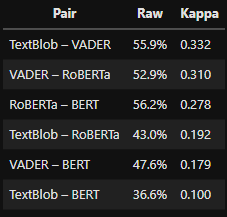 Pair Raw Kappa
TextBlob – VADER 55.9% 0.332
VADER – RoBERTa 52.9% 0.310
RoBERTa – BERT 56.2% 0.278
TextBlob – RoBERTa 43.0% 0.192
VADER – BERT 47.6% 0.179
TextBlob – BERT 36.6% 0.100